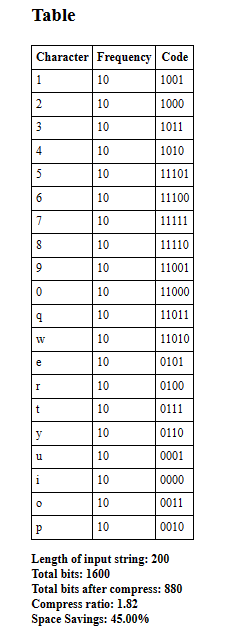 Table
Character Frequency Code
1 10 1001
2 10 1000
3 10 1011
4 10 1010
5 10 11101
6 10 11100
7 10 11111
8 10 11110
9 10 11001
0 10 11000
q 10 11011
w 10 11010
e 10 0101
r 10 0100
t 10 0111
y 10 0110
u 10 0001
i 10 0000
o 10 0011
p 10 0010
Length of input string: 200
Total bits: 1600
Total bits after compress: 880
Compress ratio: 1.82
Space Savings: 45.00%